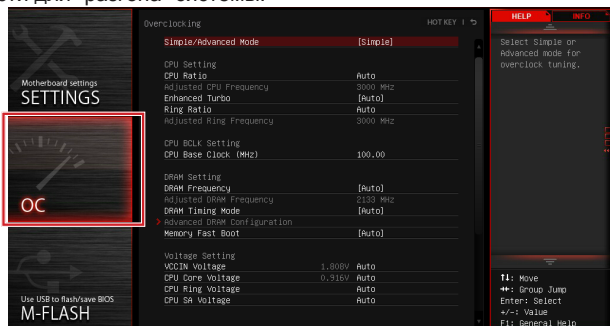 для "разгона" системы.
Overclocking HOT KEY |
HELP INFO
Simple/Advanced Mode [Simple]
Select Simple or
Advanced mode for
overclock tuning.
CPU Setting
CPU Ratio Auto
Adjusted CPU Frequency 3000 MHz
Enhanced Turbo [Auto]
Ring Ratio Auto
Adjusted Ring Frequency 3000 MHz
CPU BCLK Setting
CPU Base Clock (MHz) 100.00
DRAM Setting
DRAM Frequency [Auto]
Adjusted DRAM Frequency 2133 MHz
DRAM Timing Mode [Auto]
> Advanced DRAM Configuration
Memory Fast Boot [Auto]
Voltage Setting
VCCIN Voltage 1.808V Auto
CPU Core Voltage 0.916V Auto
CPU Ring Voltage Auto
CPU SA Voltage Auto
Motherboard settings
SETTINGS
OC
Use USB to flash/save BIOS
M-FLASH
↑↓: Move
→←: Group Jump
Enter: Select
+/-: Value
F1: General Help